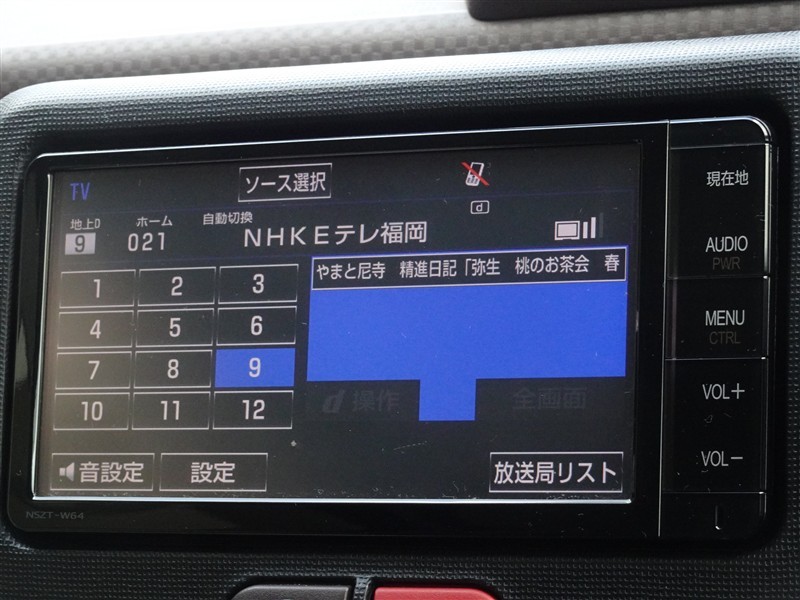 TV
ソース選択
d
地上D
9
ホーム
021
自動切換
NHKEテレ福岡
やまと尼寺 精進日記「弥生 桃のお茶会 春
1
2
3
4
5
6
7
8
9
10
11
12
d 操作
全画面
音設定
設定
放送局リスト
現在地
AUDIO
PWR
MENU
CTRL
VOL+
VOL-
NSZT-W64